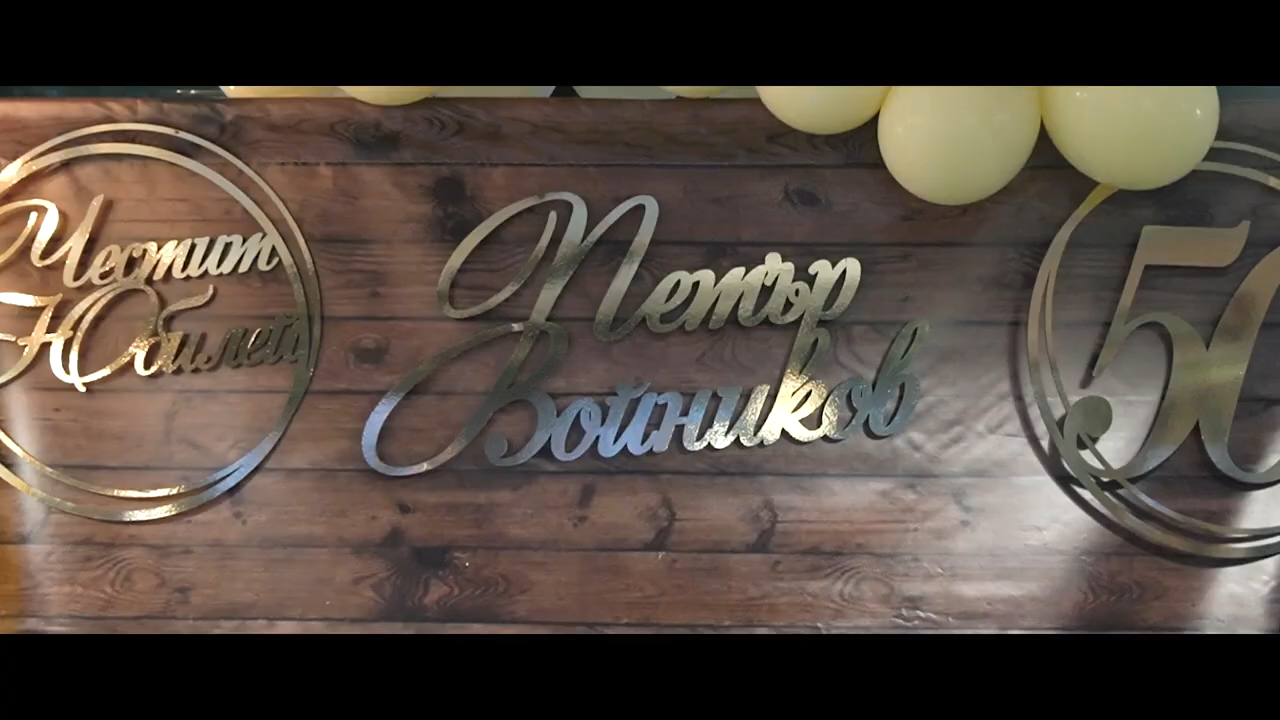 Честит
Юбилей
Петър
Войников
50